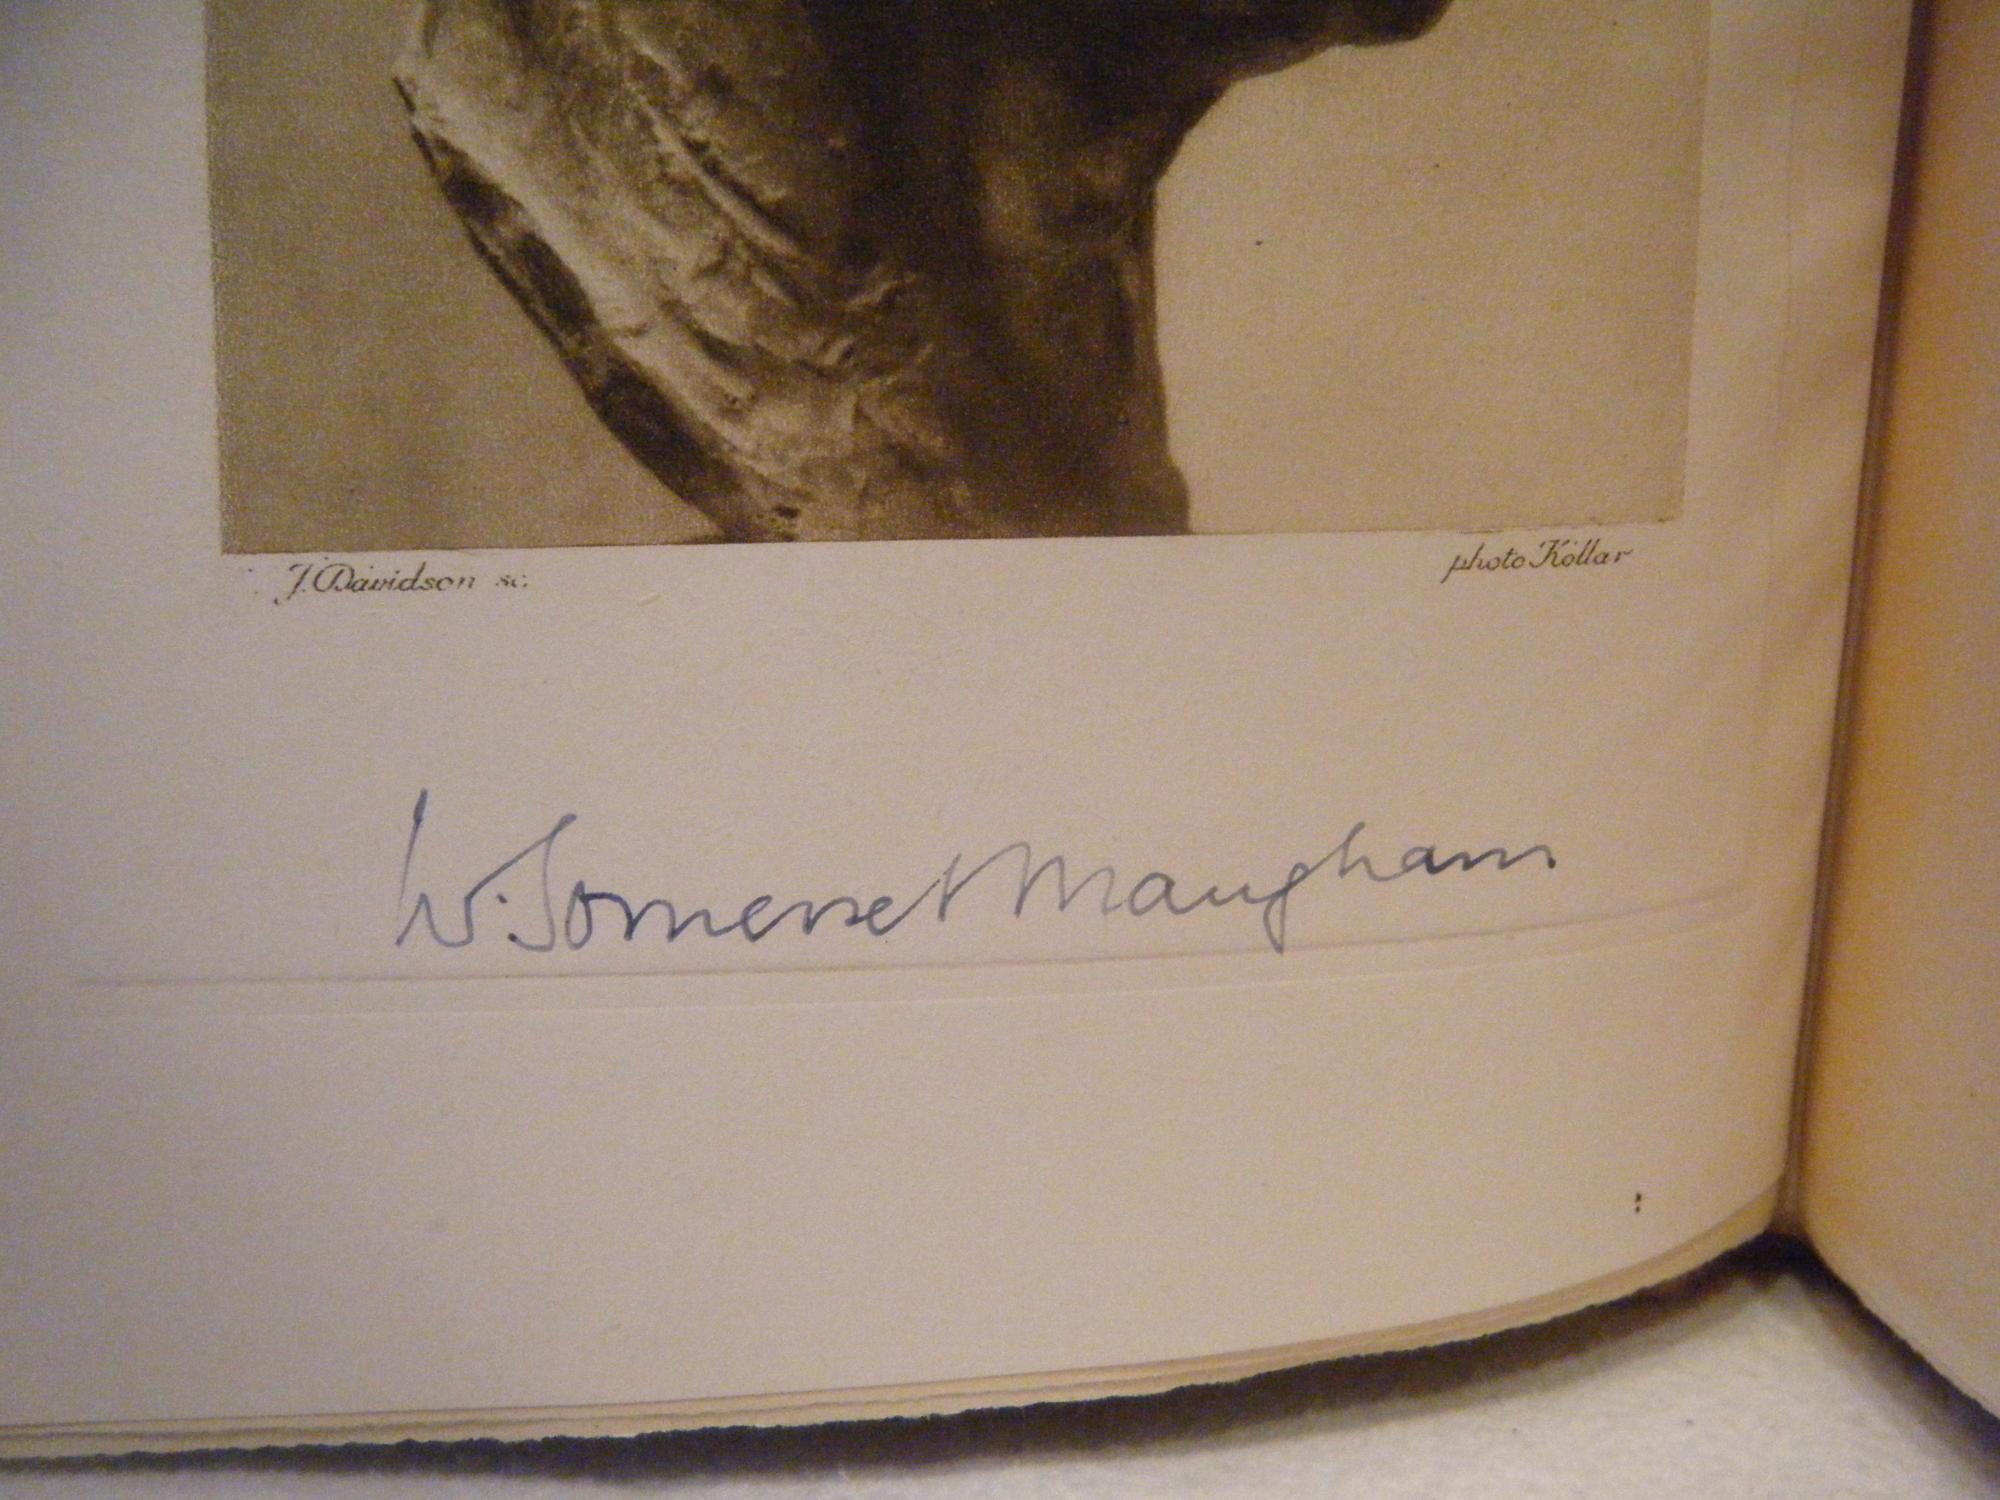 J. Davidson sc. photo Kollar
W. Somerset Maugham